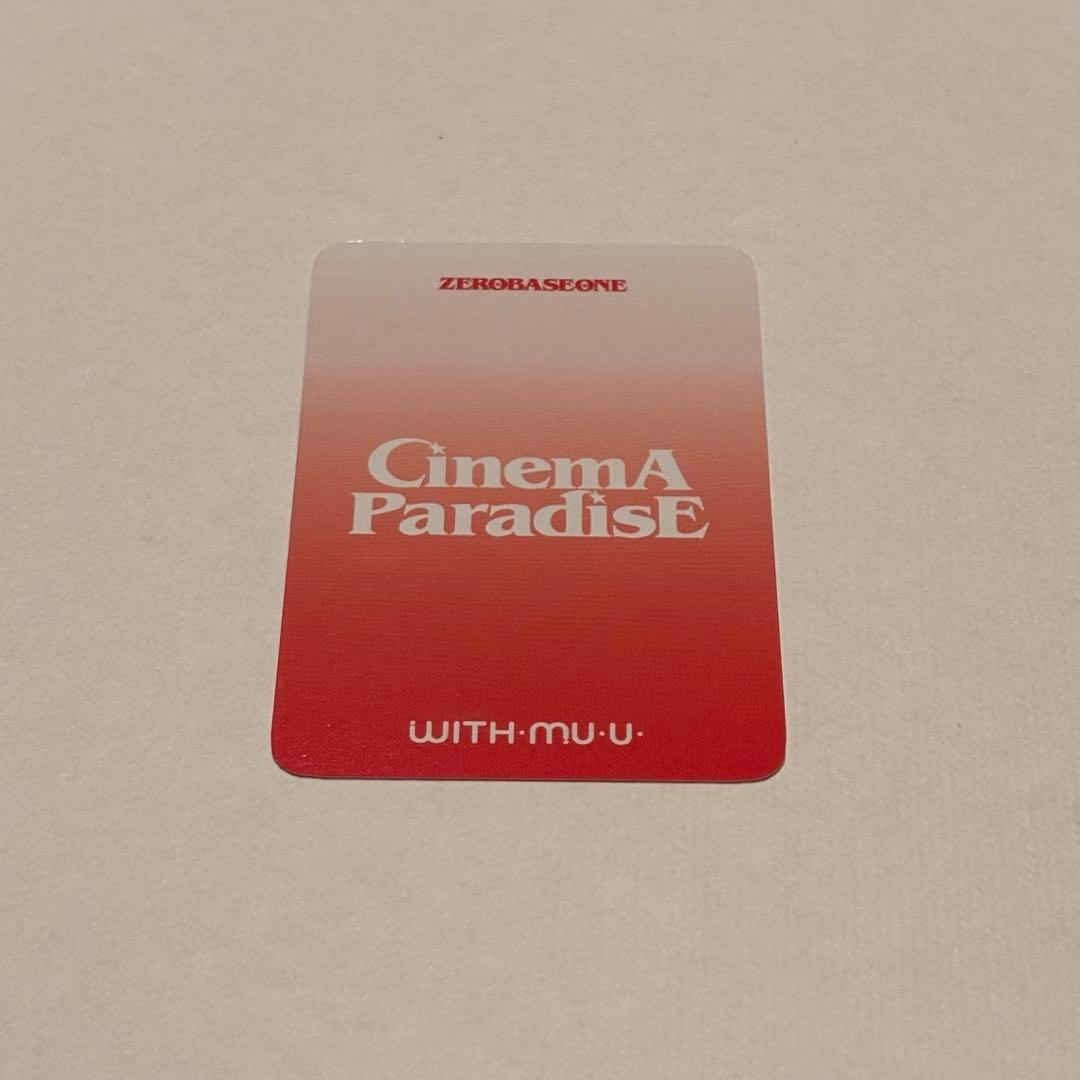 ZEROBASEONE
CinemA
ParadisE
WITH·MU·U·